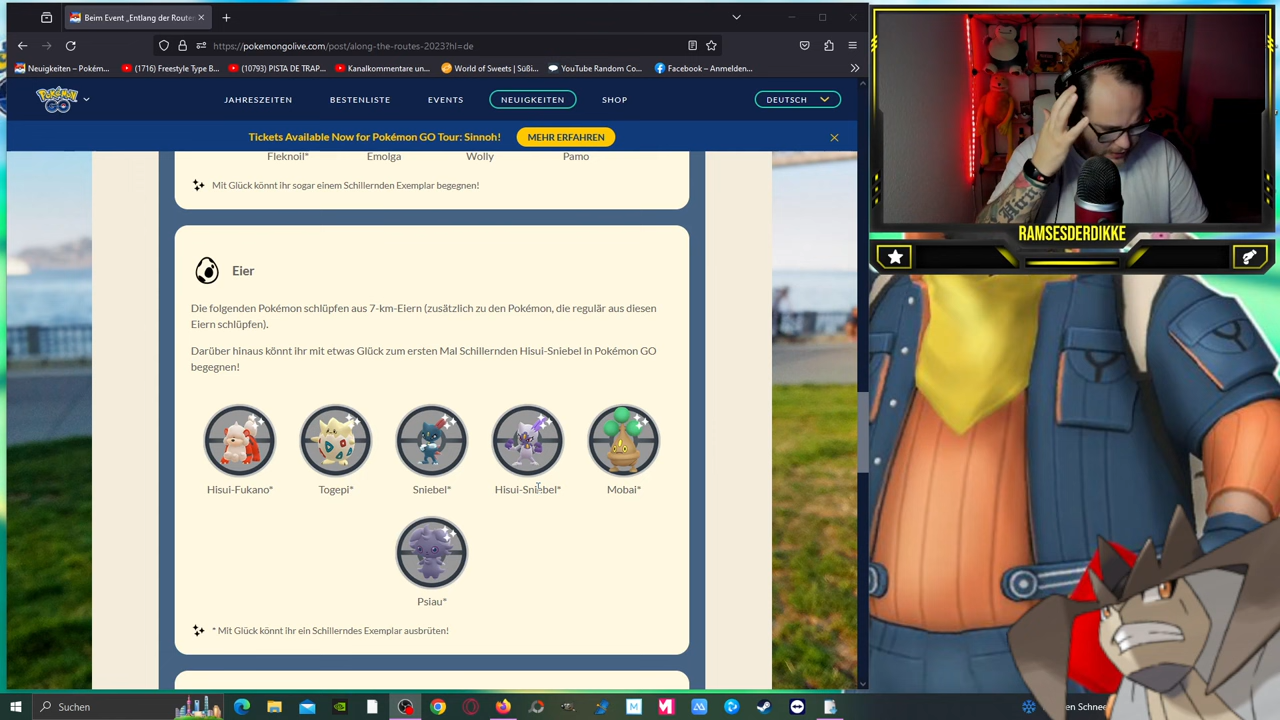 Beim Event „Entlang der Route
https://pokemongolive.com/post/along-the-routes-2023?hl=de
Neuigkeiten – Pokém...
(1716) Freestyle Type B...
(10793) PISTA DE TRAP...
Kanalkommentare un...
World of Sweets | Süßi...
YouTube Random Co...
Facebook – Anmelden...
POKÉMON GO
JAHRESZEITEN
BESTENLISTE
EVENTS
NEUIGKEITEN
SHOP
DEUTSCH
Tickets Available Now for Pokémon GO Tour: Sinnoh!
MEHR ERFAHREN
Fleknoil*
Emolga
Wolly
Pamo
Mit Glück könnt ihr sogar einem Schillernden Exemplar begegnen!
Eier
Die folgenden Pokémon schlüpfen aus 7-km-Eiern (zusätzlich zu den Pokémon, die regulär aus diesen
Eiern schlüpfen).
Darüber hinaus könnt ihr mit etwas Glück zum ersten Mal Schillernden Hisui-Sniebel in Pokémon GO
begegnen!
Hisui-Fukano*
Togepi*
Sniebel*
Hisui-Sniebel*
Mobai*
Psiau*
* Mit Glück könnt ihr ein Schillerndes Exemplar ausbrüten!
RAMSESDERDIKKE
Suchen
en Schnee